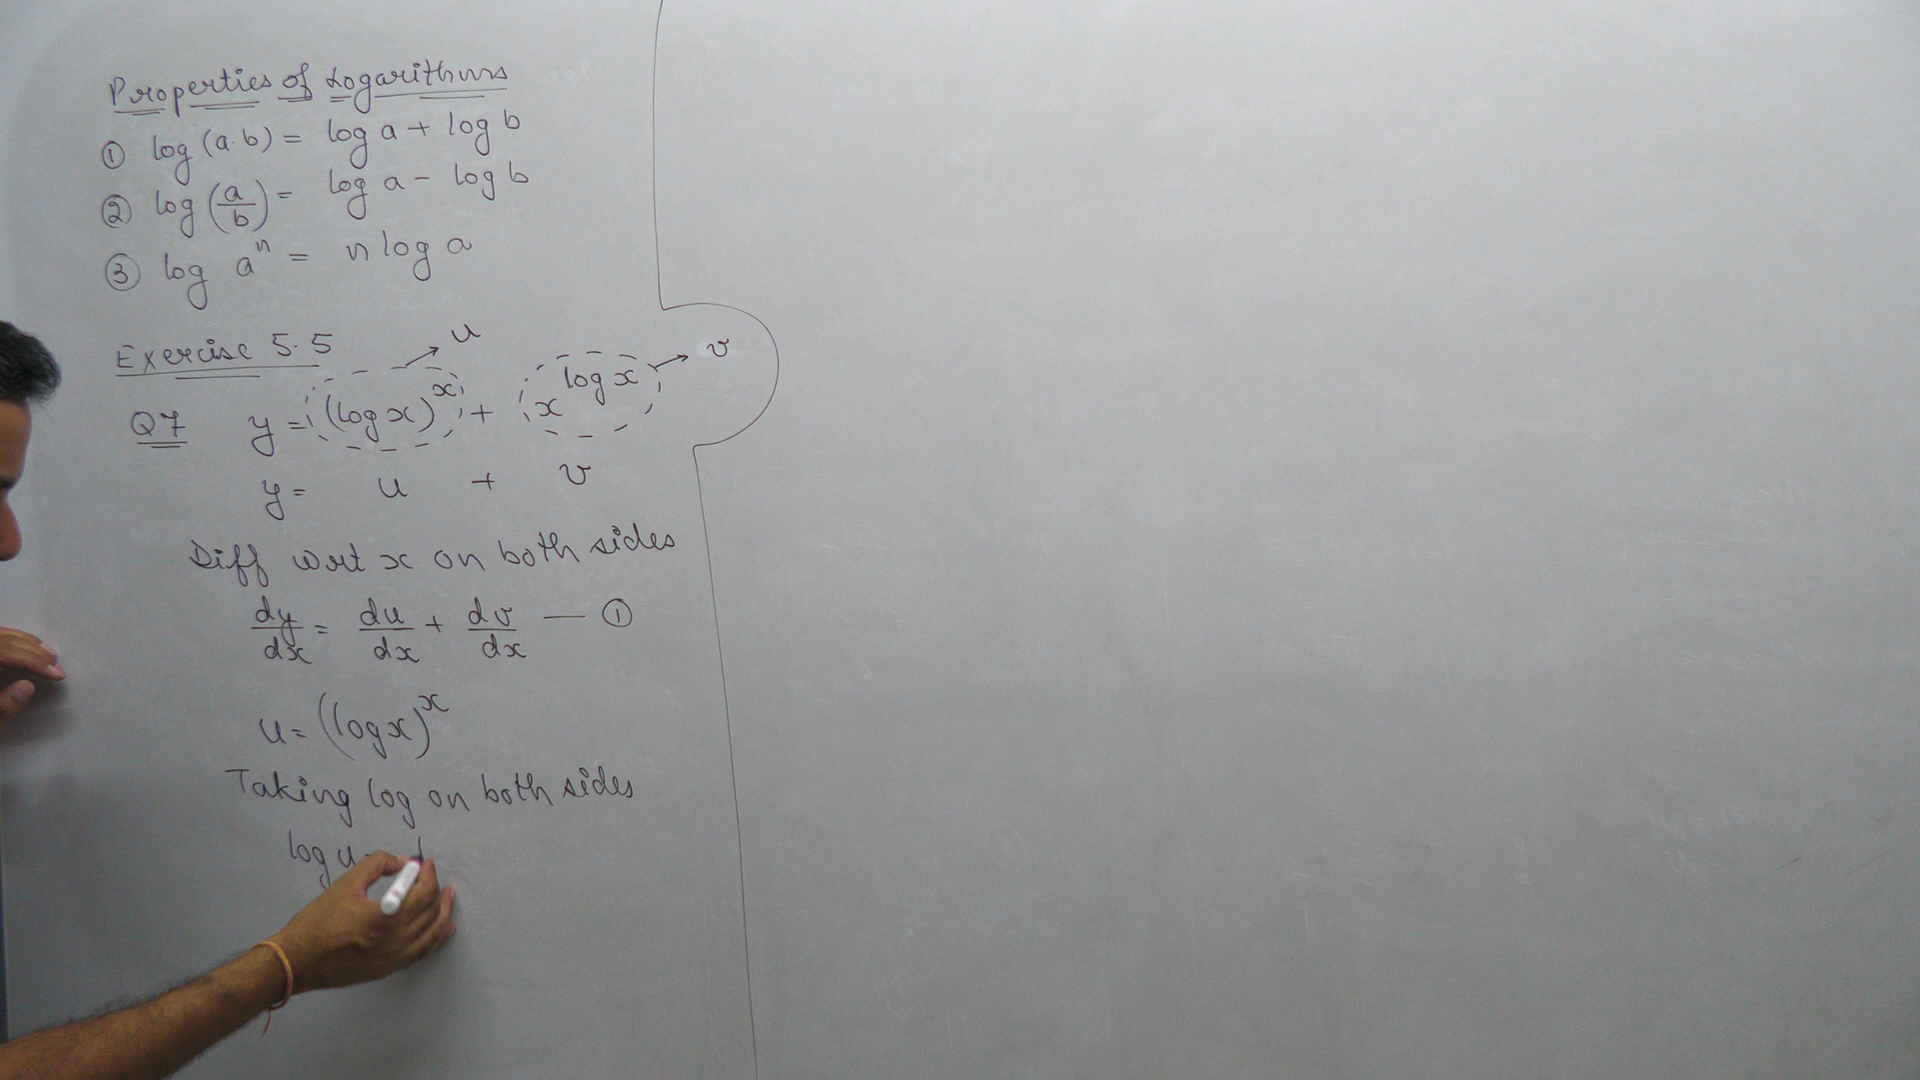 Properties of Logarithms
① log (a.b) = log a + log b
② log (a/b) = log a - log b
③ log aⁿ = n log a
Exercise 5.5
u
v
Q7 y = (log x)^x + x^(log x)
y = u + v
Diff wrt x on both sides
dy/dx = du/dx + dv/dx — ①
u = (log x)^x
Taking log on both sides
log u